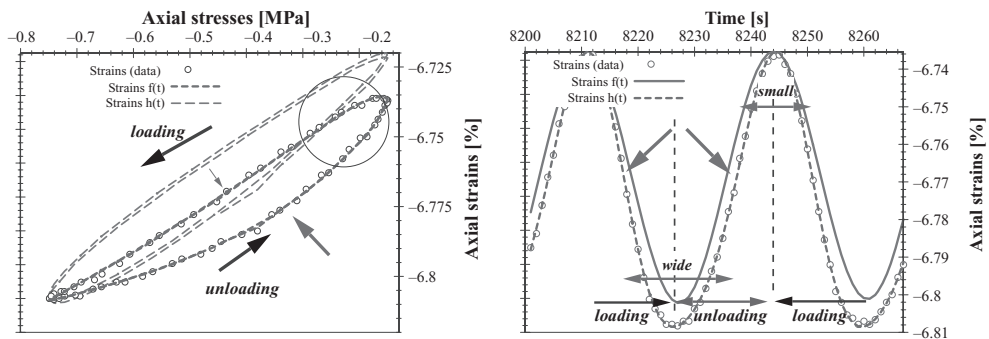 Axial stresses [MPa]
−0.8 −0.7 −0.6 −0.5 −0.4 −0.3 −0.2
Strains (data)
Strains f(t)
Strains h(t)
loading
unloading
−6.725
−6.75
−6.775
−6.8
Axial strains [%]
Time [s]
8200 8210 8220 8230 8240 8250 8260
Strains (data)
Strains f(t)
Strains h(t)
small
wide
loading unloading loading
−6.74
−6.75
−6.76
−6.77
−6.78
−6.79
−6.8
−6.81
Axial strains [%]